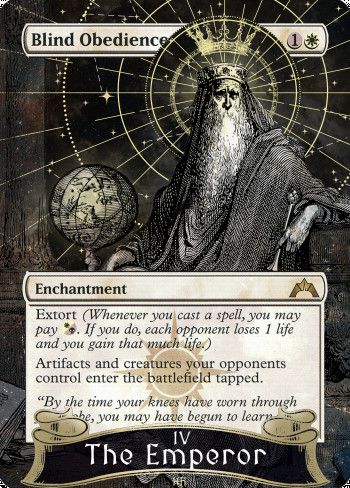 Blind Obedience 1
Enchantment
Extort (Whenever you cast a spell, you may
pay . If you do, each opponent loses 1 life
and you gain that much life.)
Artifacts and creatures your opponents
control enter the battlefield tapped.
“By the time your knees have worn through
be, you may have begun to learn
IV
The Emperor